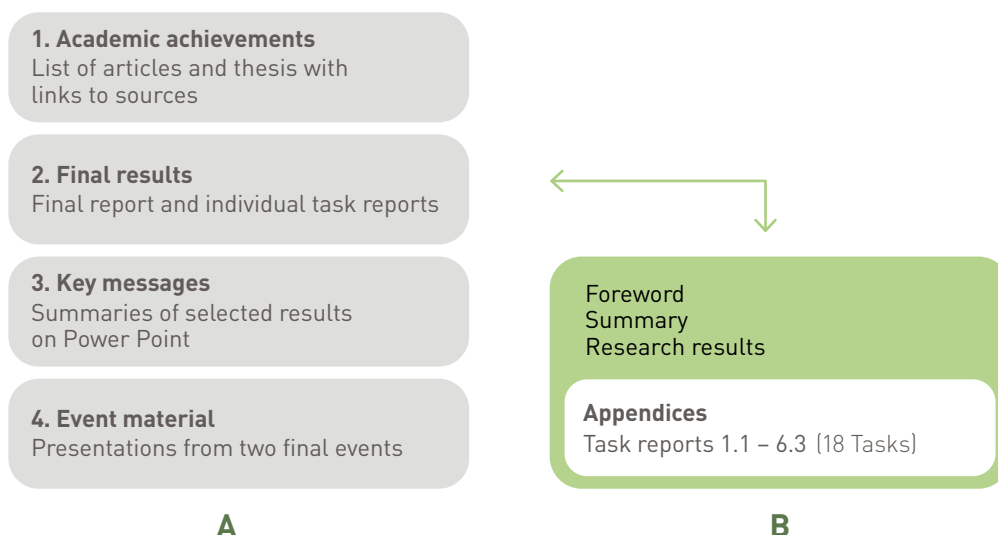 1. Academic achievements
List of articles and thesis with
links to sources
2. Final results
Final report and individual task reports
3. Key messages
Summaries of selected results
on Power Point
4. Event material
Presentations from two final events
A
Foreword
Summary
Research results
Appendices
Task reports 1.1 – 6.3 (18 Tasks)
B